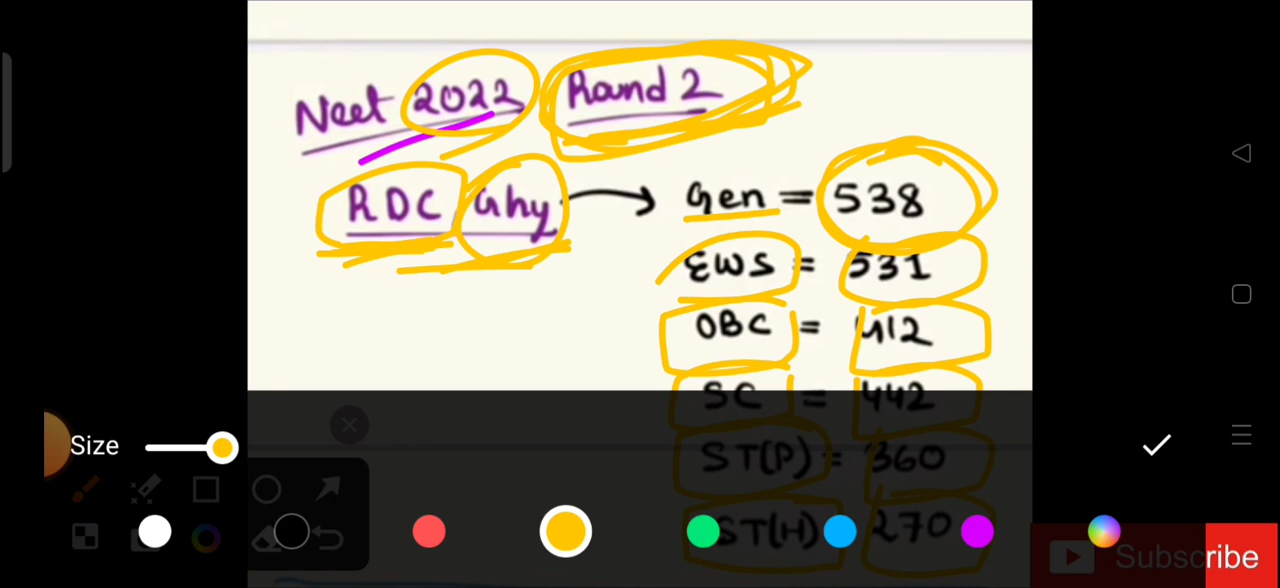 Neet 2022 Round 2
RDC Ghy → Gen = 538
EWS = 531
OBC = 412
SC = 442
ST(P) = 360
ST(H) = 270
Size
Subscribe